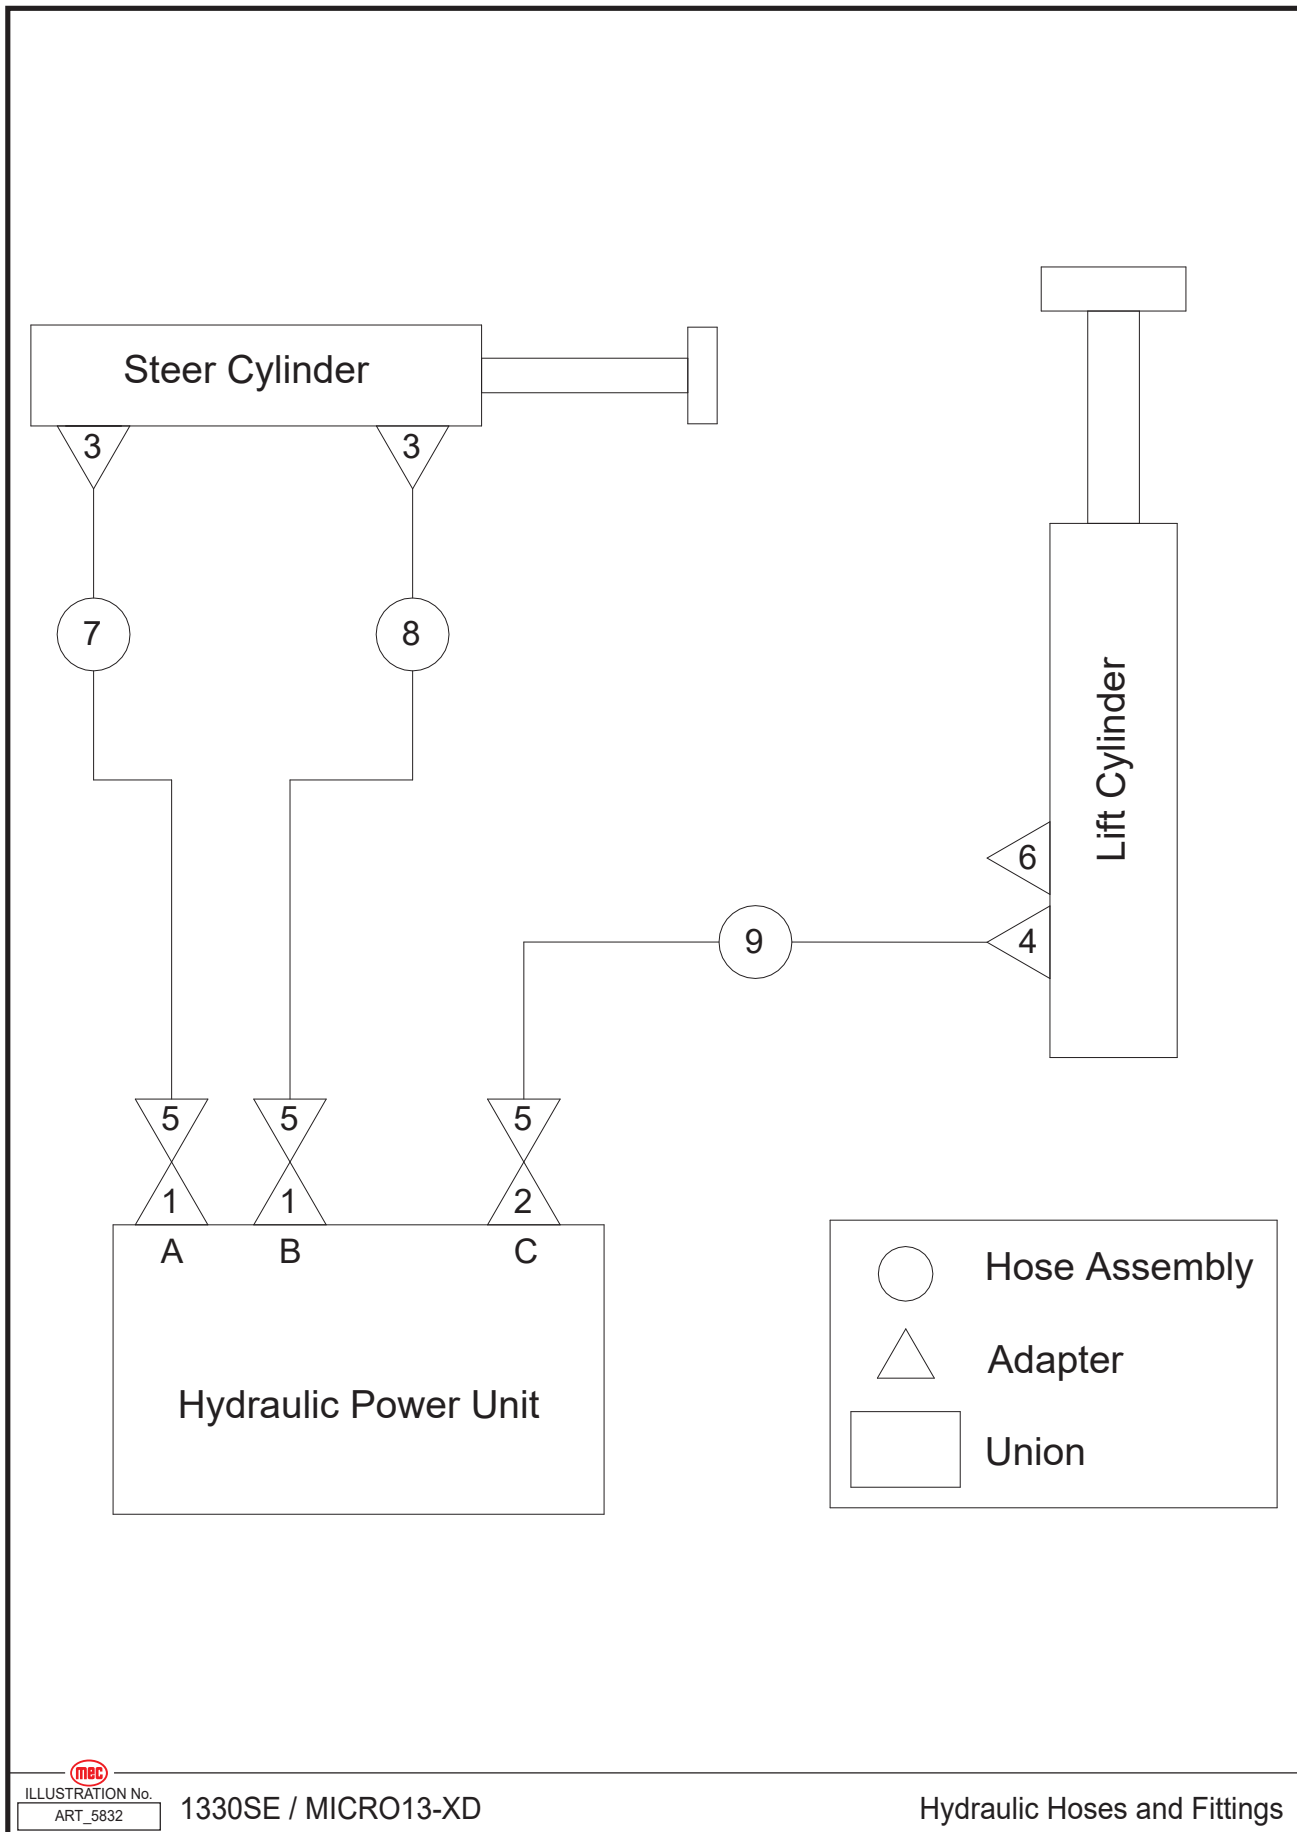 Steer Cylinder
3
3
7
8
Lift Cylinder
6
9
4
5
5
5
1
1
2
A
B
C
Hydraulic Power Unit
Hose Assembly
Adapter
Union
mec
ILLUSTRATION No.
ART_5832
1330SE / MICRO13-XD
Hydraulic Hoses and Fittings